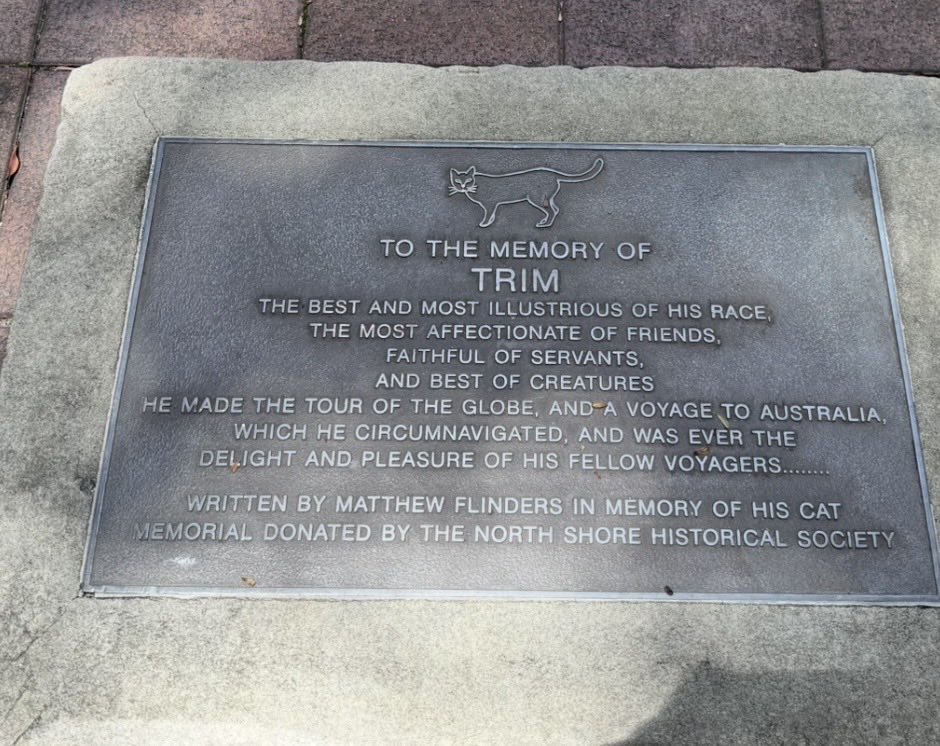 TO THE MEMORY OF
TRIM
THE BEST AND MOST ILLUSTRIOUS OF HIS RACE,
THE MOST AFFECTIONATE OF FRIENDS,
FAITHFUL OF SERVANTS,
AND BEST OF CREATURES
HE MADE THE TOUR OF THE GLOBE, AND A VOYAGE TO AUSTRALIA,
WHICH HE CIRCUMNAVIGATED, AND WAS EVER THE
DELIGHT AND PLEASURE OF HIS FELLOW VOYAGERS........
WRITTEN BY MATTHEW FLINDERS IN MEMORY OF HIS CAT
MEMORIAL DONATED BY THE NORTH SHORE HISTORICAL SOCIETY